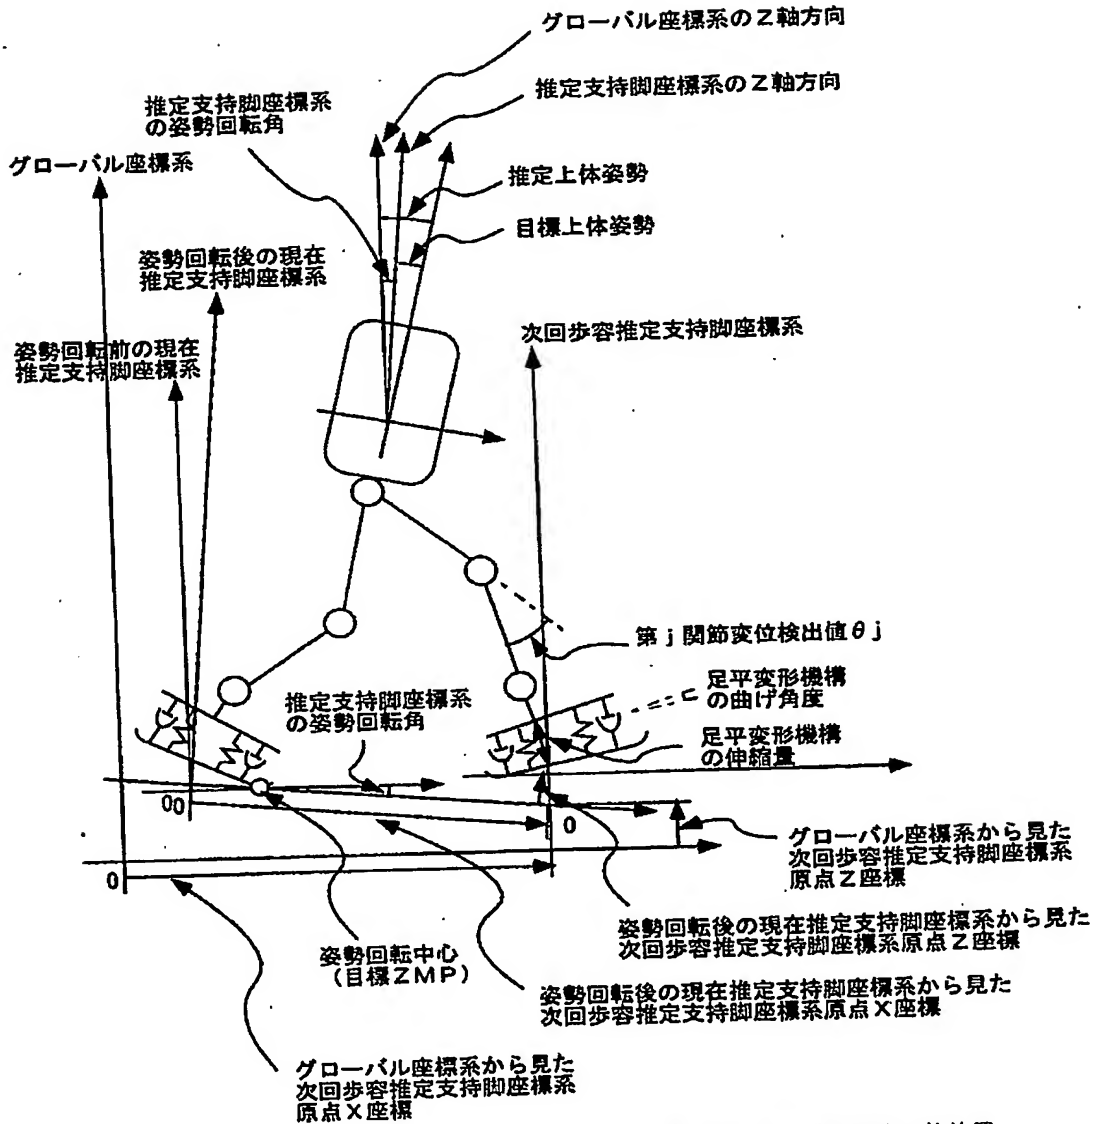 グローバル座標系のZ軸方向
推定支持脚座標系のZ軸方向
推定支持脚座標系
の姿勢回転角
グローバル座標系
推定上体姿勢
目標上体姿勢
姿勢回転後の現在
推定支持脚座標系
次回歩容推定支持脚座標系
姿勢回転前の現在
推定支持脚座標系
第j関節変位検出値θj
足平変形機構
の曲げ角度
推定支持脚座標系
の姿勢回転角
足平変形機構
の伸縮量
00
0
0
グローバル座標系から見た
次回歩容推定支持脚座標系
原点Z座標
姿勢回転後の現在推定支持脚座標系から見た
次回歩容推定支持脚座標系原点Z座標
姿勢回転中心
(目標ZMP)
姿勢回転後の現在推定支持脚座標系から見た
次回歩容推定支持脚座標系原点X座標
グローバル座標系から見た
次回歩容推定支持脚座標系
原点X座標